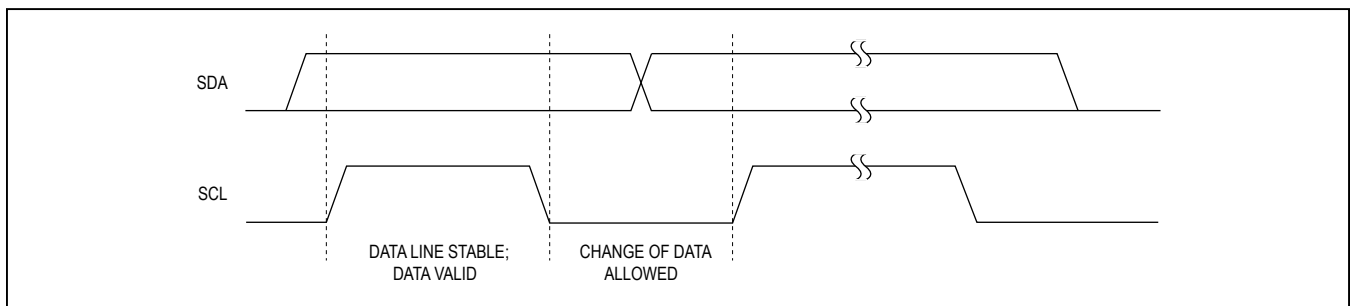 SDA
SCL
DATA LINE STABLE;
DATA VALID
CHANGE OF DATA
ALLOWED